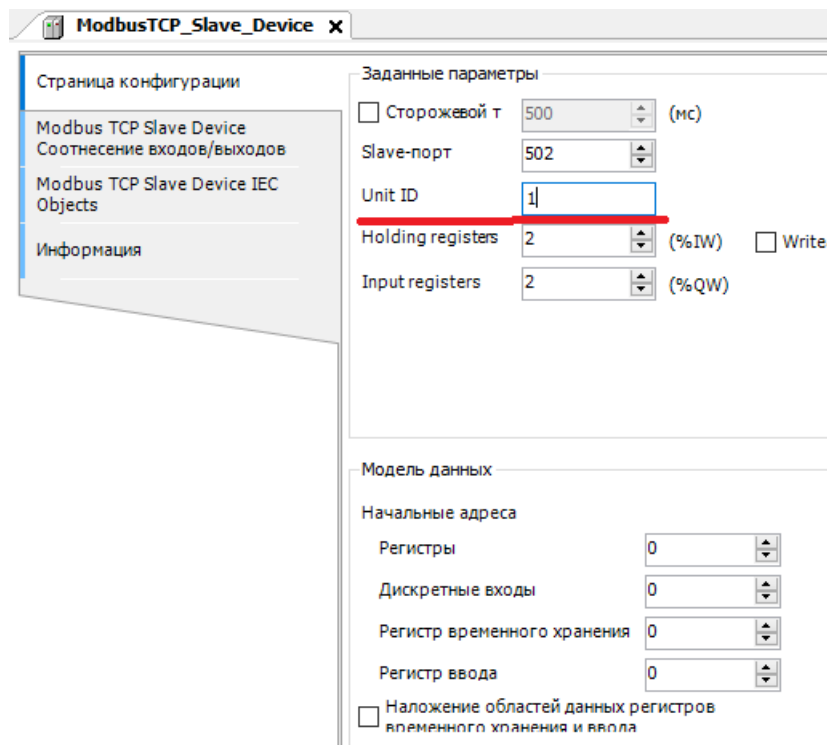 ModbusTCP_Slave_Device
Страница конфигурации
Modbus TCP Slave Device
Соотнесение входов/выходов
Modbus TCP Slave Device IEC
Objects
Информация
Заданные параметры
Сторожевой т 500 (мс)
Slave-порт 502
Unit ID 1
Holding registers 2 (%IW) Write
Input registers 2 (%QW)
Модель данных
Начальные адреса
Регистры 0
Дискретные входы 0
Регистр временного хранения 0
Регистр ввода 0
Наложение областей данных регистров
временного хранения и ввода